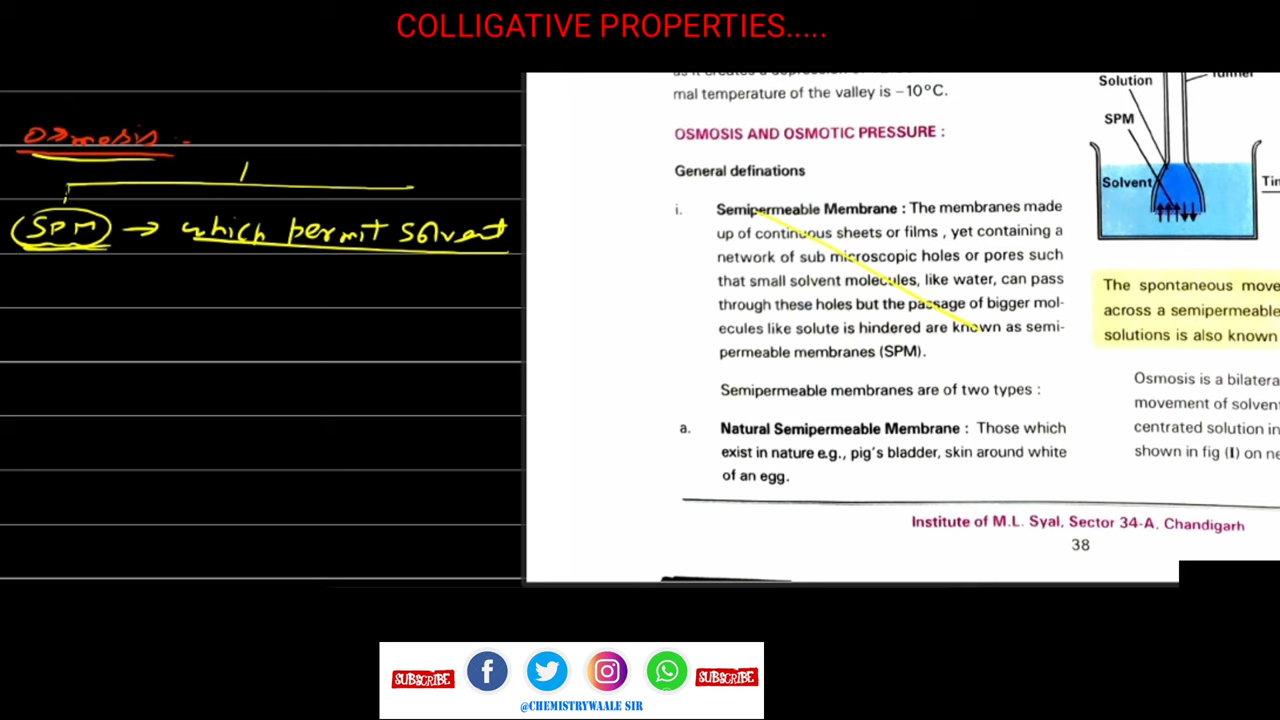 COLLIGATIVE PROPERTIES.....
Osmosis :
SPM → which permit solvent
mal temperature of the valley is −10°C.
OSMOSIS AND OSMOTIC PRESSURE :
General definations
i. Semipermeable Membrane : The membranes made
up of continuous sheets or films , yet containing a
network of sub microscopic holes or pores such
that small solvent molecules, like water, can pass
through these holes but the passage of bigger mol-
ecules like solute is hindered are known as semi-
permeable membranes (SPM).
Semipermeable membranes are of two types :
a. Natural Semipermeable Membrane : Those which
exist in nature e.g., pig's bladder, skin around white
of an egg.
Solution
SPM
Solvent
The spontaneous move
across a semipermeable
solutions is also known
Osmosis is a bilatera
movement of solvent
centrated solution in
shown in fig (I) on ne
Institute of M.L. Syal, Sector 34-A, Chandigarh
38
SUBSCRIBE
SUBSCRIBE
@CHEMISTRYWAALE SIR